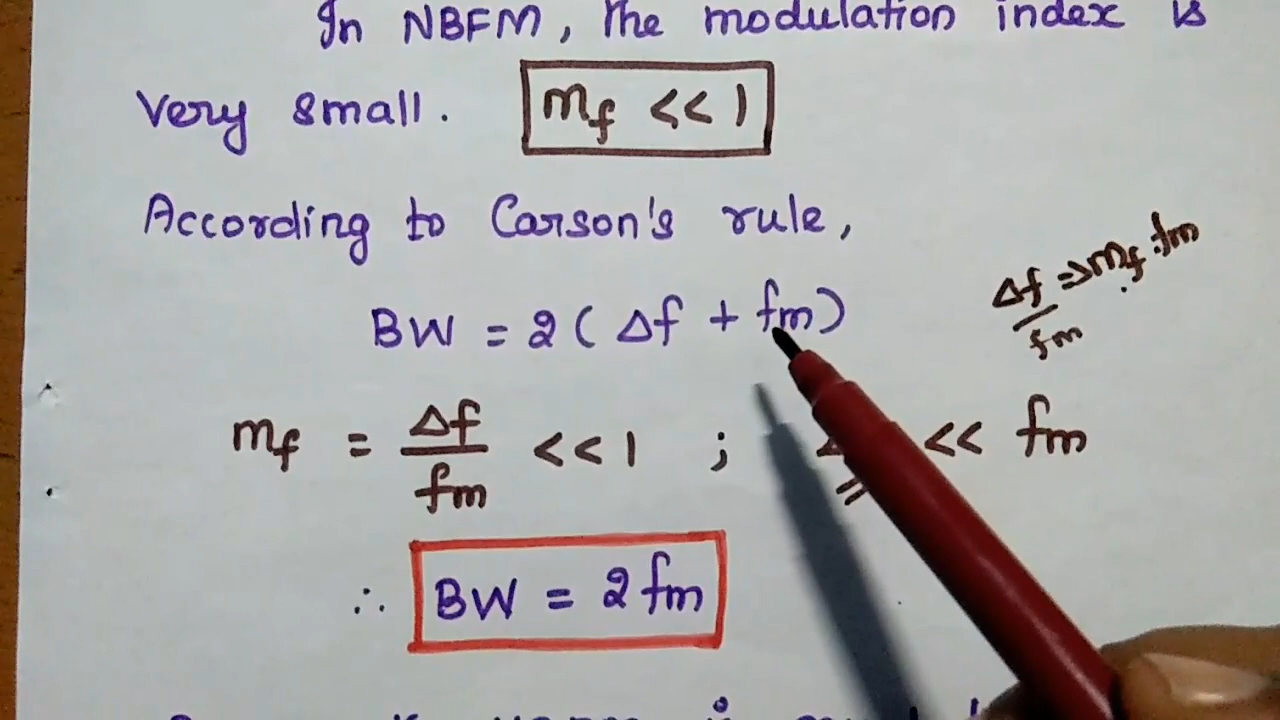 In NBFM, the modulation index is
very small. mf << 1
According to Carson's rule,
BW = 2 ( Δf + fm )
Δf/fm => mf . fm
mf = Δf/fm << 1 ; << fm
∴ BW = 2 fm